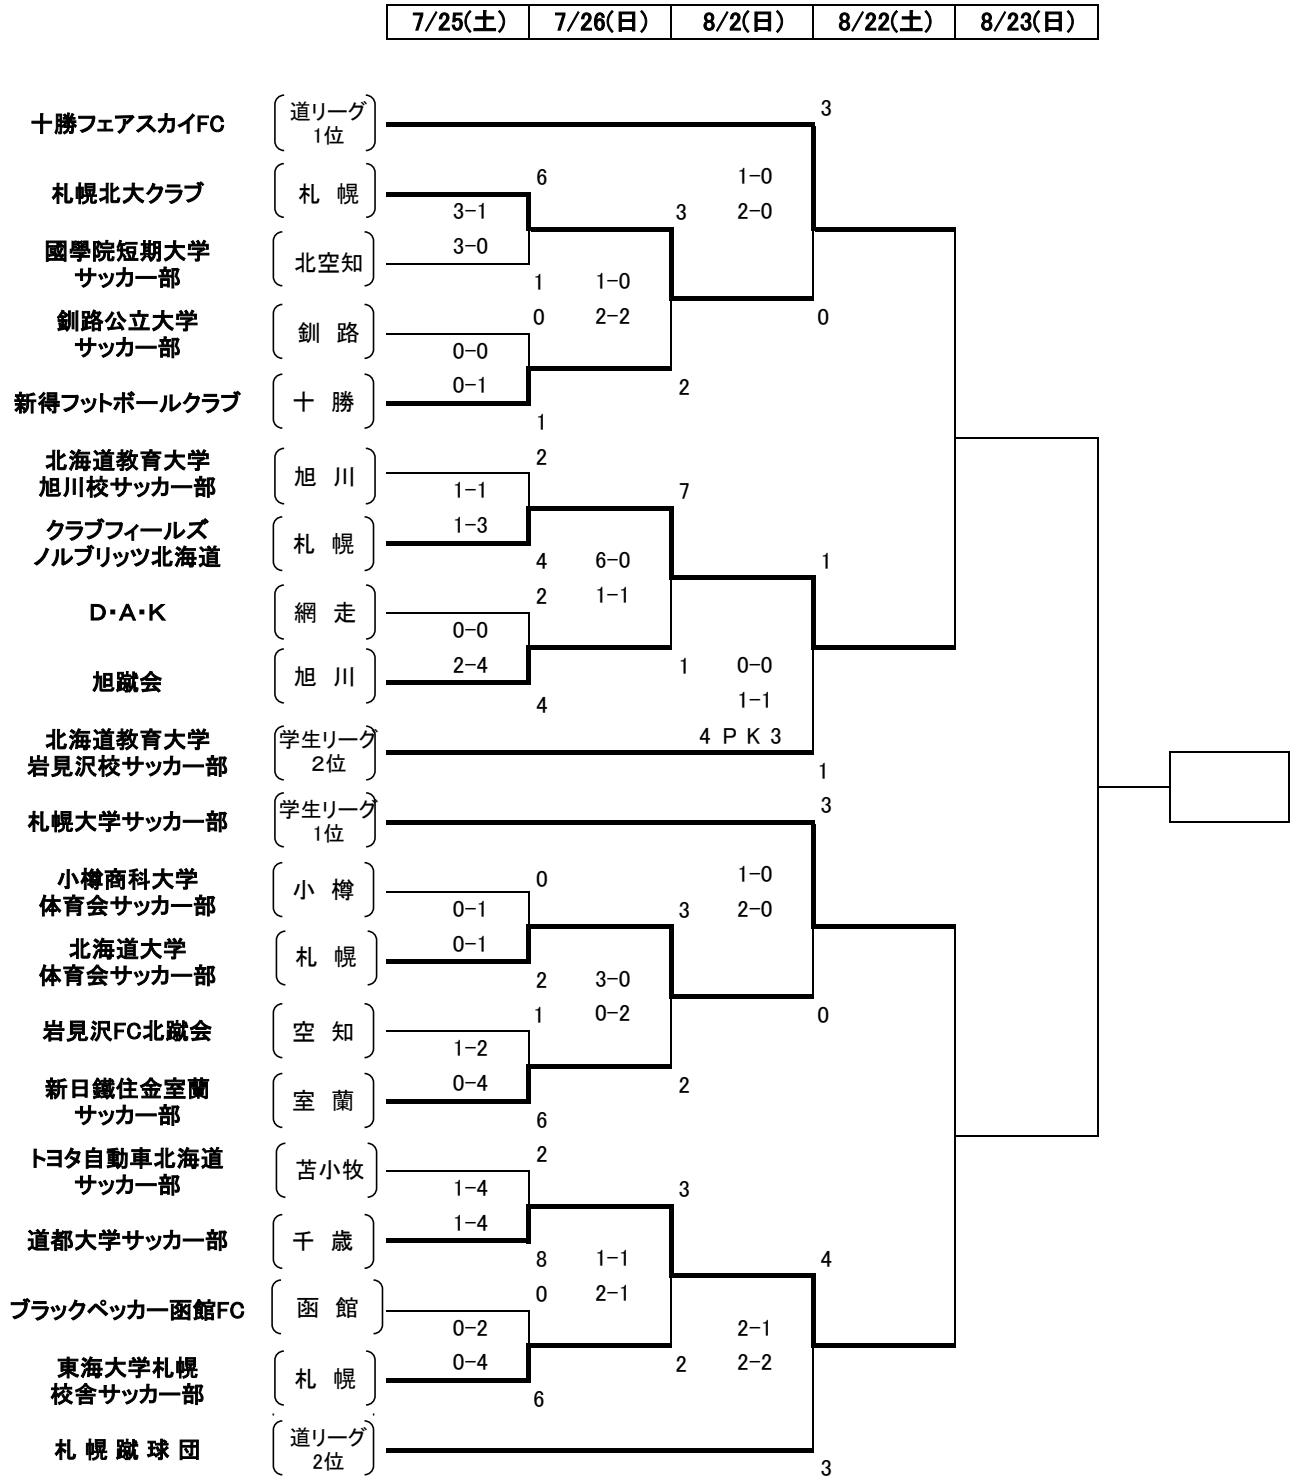 7/25(土) 7/26(日) 8/2(日) 8/22(土) 8/23(日)
3
十勝フェアスカイFC
道リーグ
1位
6
1-0
札幌北大クラブ
札 幌
3-1
3
2-0
國學院短期大学
サッカー部
北空知
3-0
1
1-0
釧路公立大学
サッカー部
釧 路
0
2-2
0
0-0
新得フットボールクラブ
十 勝
0-1
2
1
北海道教育大学
旭川校サッカー部
旭 川
2
1-1
7
クラブフィールズ
ノルブリッツ北海道
札 幌
1-3
4
6-0
1
D・A・K
網 走
2
1-1
0-0
旭蹴会
旭 川
2-4
1
0-0
4
1-1
北海道教育大学
岩見沢校サッカー部
学生リーグ
2位
4 P K 3
1
札幌大学サッカー部
学生リーグ
1位
3
小樽商科大学
体育会サッカー部
小 樽
0
1-0
0-1
3
2-0
北海道大学
体育会サッカー部
札 幌
0-1
2
3-0
岩見沢FC北蹴会
空 知
1
0-2
0
1-2
新日鐵住金室蘭
サッカー部
室 蘭
0-4
2
6
トヨタ自動車北海道
サッカー部
苫小牧
2
1-4
3
道都大学サッカー部
千 歳
1-4
8
1-1
4
ブラックペッカー函館FC
函 館
0
2-1
0-2
2-1
東海大学札幌
校舎サッカー部
札 幌
0-4
2
2-2
6
札 幌 蹴 球 団
道リーグ
2位
3